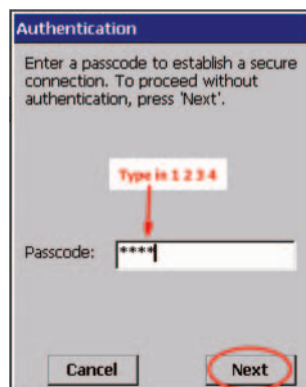 Authentication
Enter a passcode to establish a secure
connection. To proceed without
authentication, press 'Next'.
Type in 1 2 3 4
Passcode: ****
Cancel Next